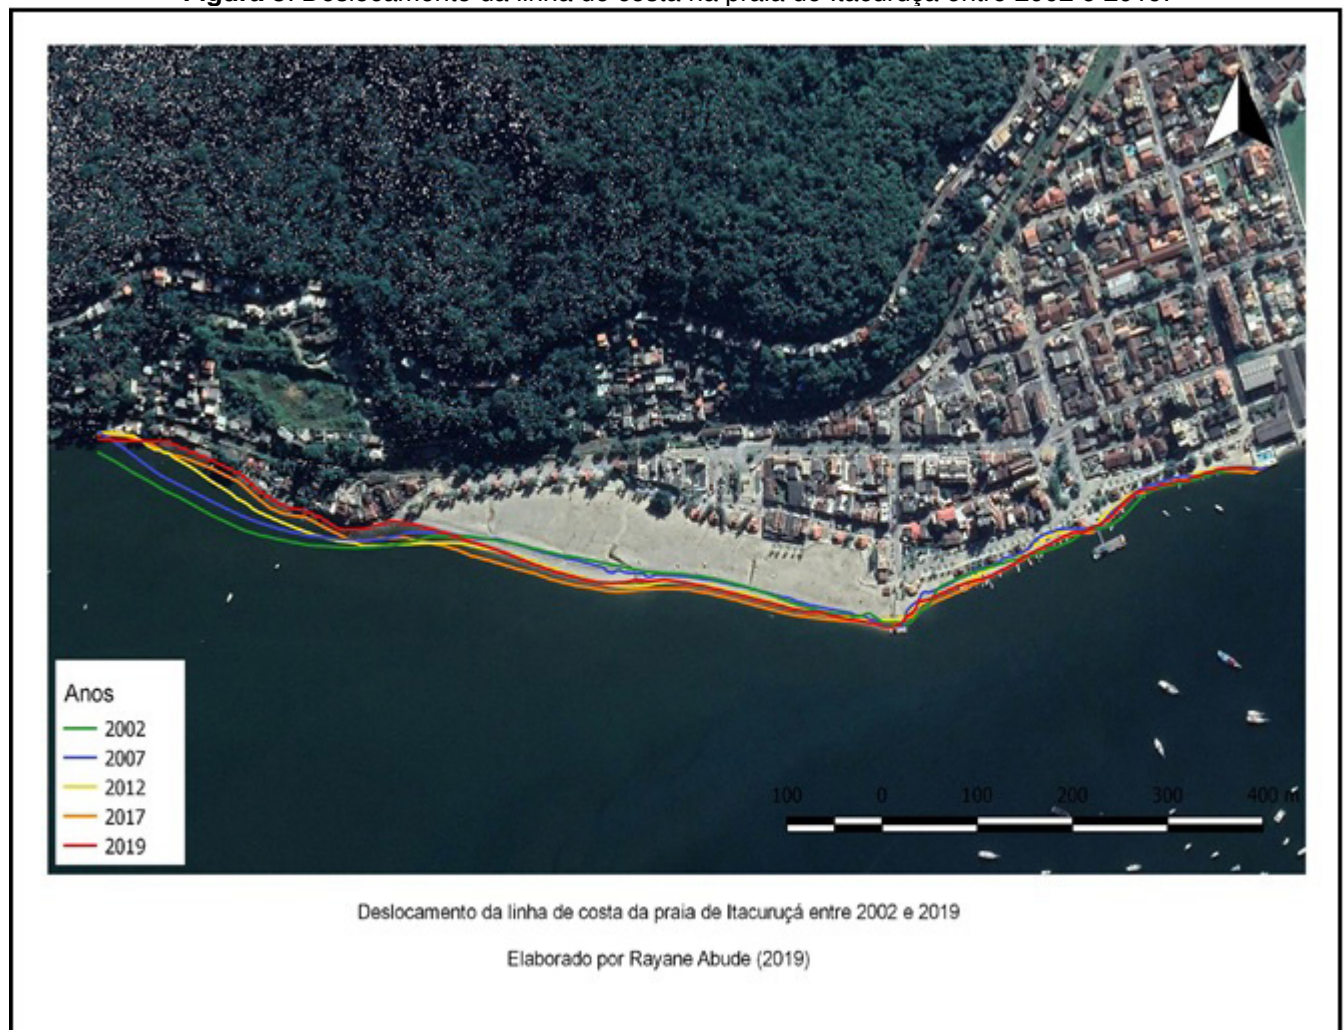 Anos
2002
2007
2012
2017
2019
100 0 100 200 300 400 m
Deslocamento da linha de costa da praia de Itacuruçá entre 2002 e 2019
Elaborado por Rayane Abude (2019)